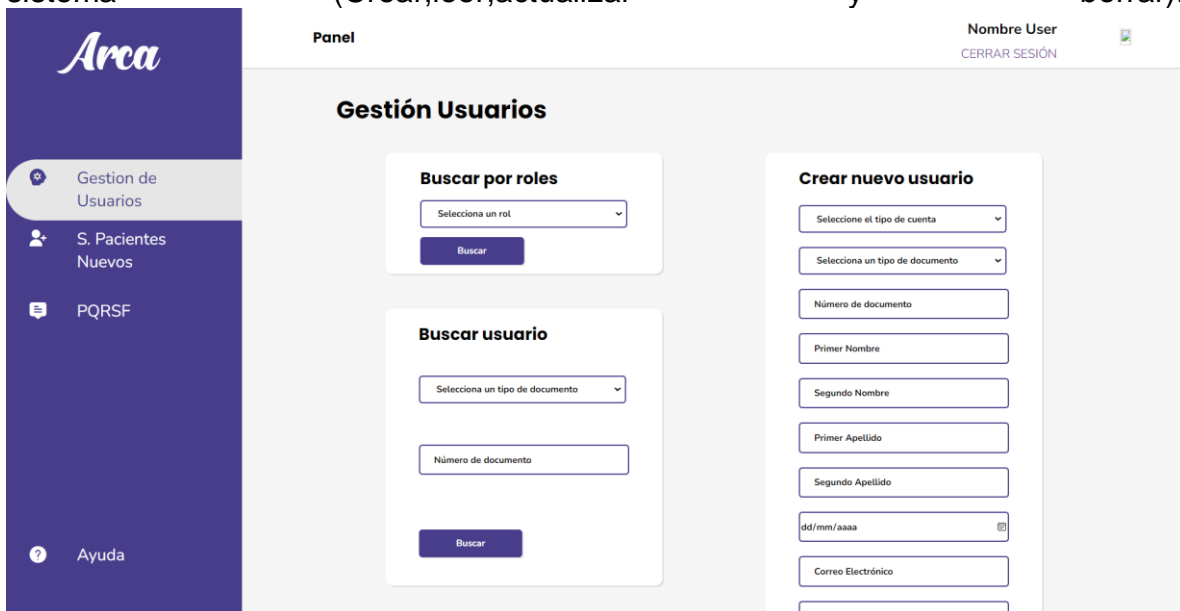 sistema (Crear,leer,actualizar y borrar).
Arca
Panel
Nombre User
CERRAR SESIÓN
Gestión Usuarios
Gestion de
Usuarios
S. Pacientes
Nuevos
PQRSF
Ayuda
Buscar por roles
Selecciona un rol
Buscar
Buscar usuario
Selecciona un tipo de documento
Número de documento
Buscar
Crear nuevo usuario
Seleccione el tipo de cuenta
Selecciona un tipo de documento
Número de documento
Primer Nombre
Segundo Nombre
Primer Apellido
Segundo Apellido
dd/mm/aaaa
Correo Electrónico